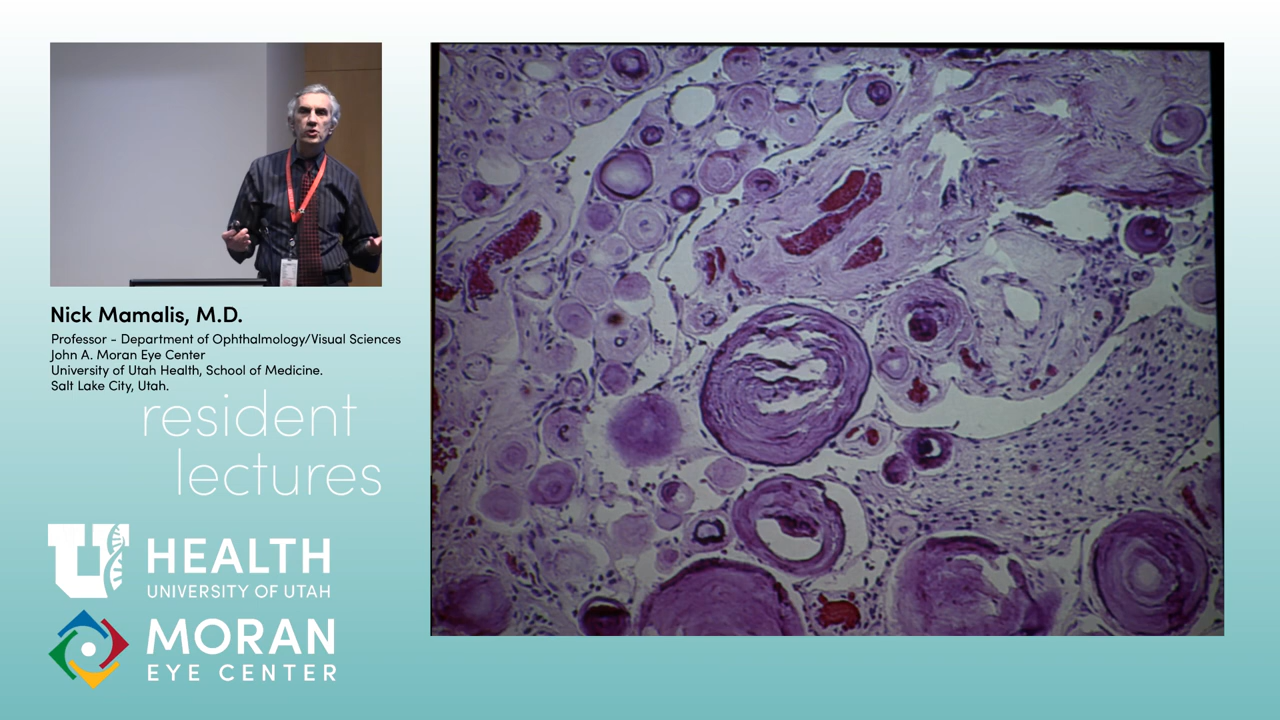 Nick Mamalis, M.D.
Professor - Department of Ophthalmology/Visual Sciences
John A. Moran Eye Center
University of Utah Health, School of Medicine.
Salt Lake City, Utah.
resident
lectures
U HEALTH
UNIVERSITY OF UTAH
MORAN
EYE CENTER